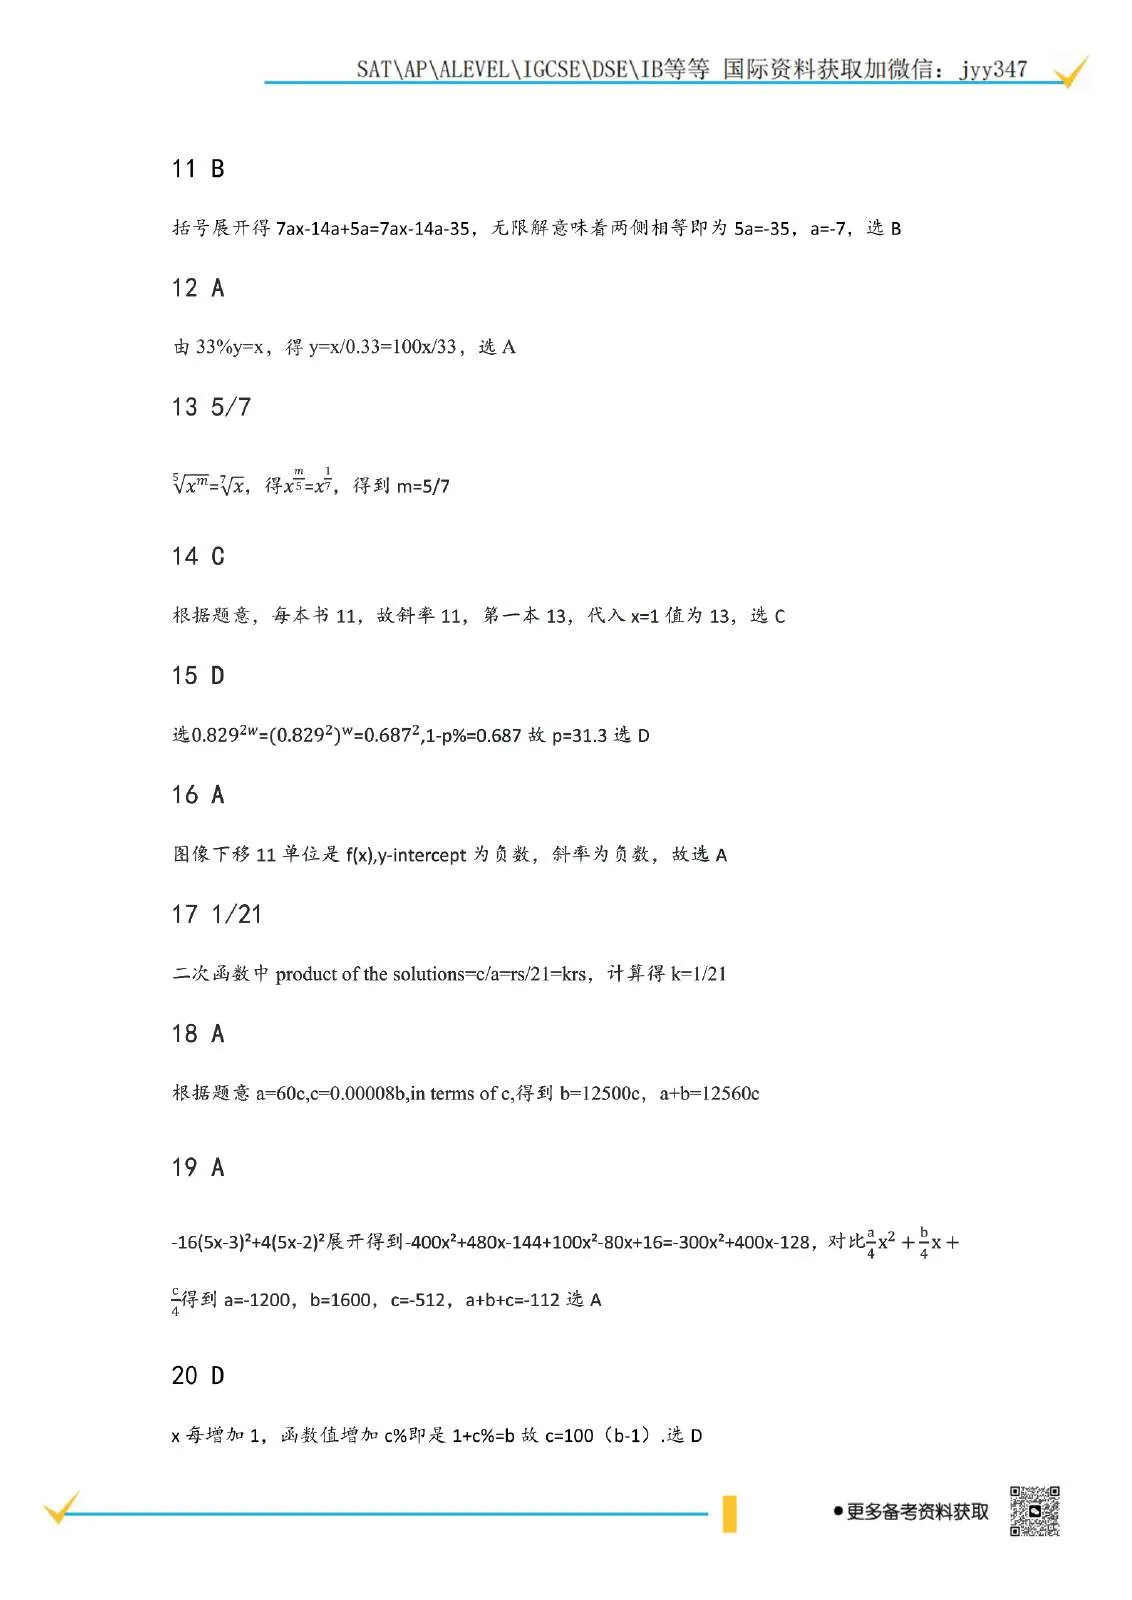 SAT\AP\ALEVEL\IGCSE\DSE\IB等等 国际资料获取加微信：jyy347
11 B
括号展开得 7ax-14a+5a=7ax-14a-35，无限解意味着两侧相等即为 5a=-35，a=-7，选 B
12 A
由 33%y=x，得 y=x/0.33=100x/33，选 A
13 5/7
⁵√(xᵐ)=⁷√x，得x^(m/5)=x^(1/7)，得到 m=5/7
14 C
根据题意，每本书 11，故斜率 11，第一本 13，代入 x=1 值为 13，选 C
15 D
选0.829²ʷ=(0.829²)ʷ=0.687²,1-p%=0.687 故 p=31.3 选 D
16 A
图像下移 11 单位是 f(x),y-intercept 为负数，斜率为负数，故选 A
17 1/21
二次函数中 product of the solutions=c/a=rs/21=krs，计算得 k=1/21
18 A
根据题意 a=60c,c=0.00008b,in terms of c,得到 b=12500c，a+b=12560c
19 A
-16(5x-3)²+4(5x-2)²展开得到-400x²+480x-144+100x²-80x+16=-300x²+400x-128，对比a/4x²+b/4x+
c/4得到 a=-1200，b=1600，c=-512，a+b+c=-112 选 A
20 D
x 每增加 1，函数值增加 c%即是 1+c%=b 故 c=100（b-1）.选 D
●更多备考资料获取